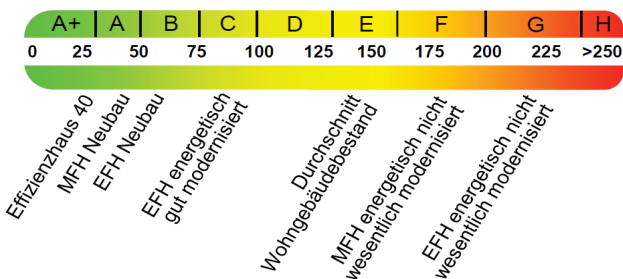 A+ A B C D E F G H
0 25 50 75 100 125 150 175 200 225 >250
Effizienzhaus 40
MFH Neubau
EFH Neubau
EFH energetisch
gut modernisiert
Durchschnitt
Wohngebäudebestand
MFH energetisch nicht
wesentlich modernisiert
EFH energetisch nicht
wesentlich modernisiert